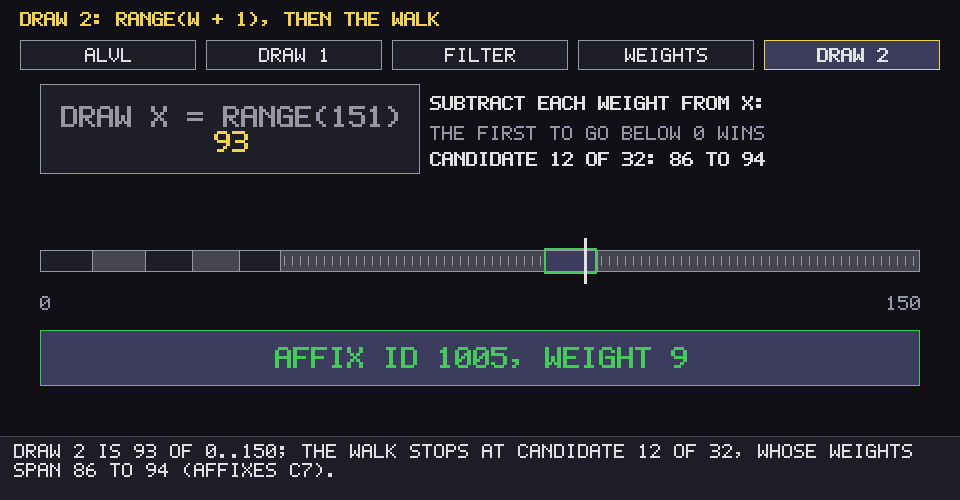 DRAW 2: RANGE(W + 1), THEN THE WALK
ALVL
DRAW 1
FILTER
WEIGHTS
DRAW 2
DRAW X = RANGE(151)
93
SUBTRACT EACH WEIGHT FROM X:
THE FIRST TO GO BELOW 0 WINS
CANDIDATE 12 OF 32: 86 TO 94
0
150
AFFIX ID 1005, WEIGHT 9
DRAW 2 IS 93 OF 0..150; THE WALK STOPS AT CANDIDATE 12 OF 32, WHOSE WEIGHTS
SPAN 86 TO 94 (AFFIXES C7).